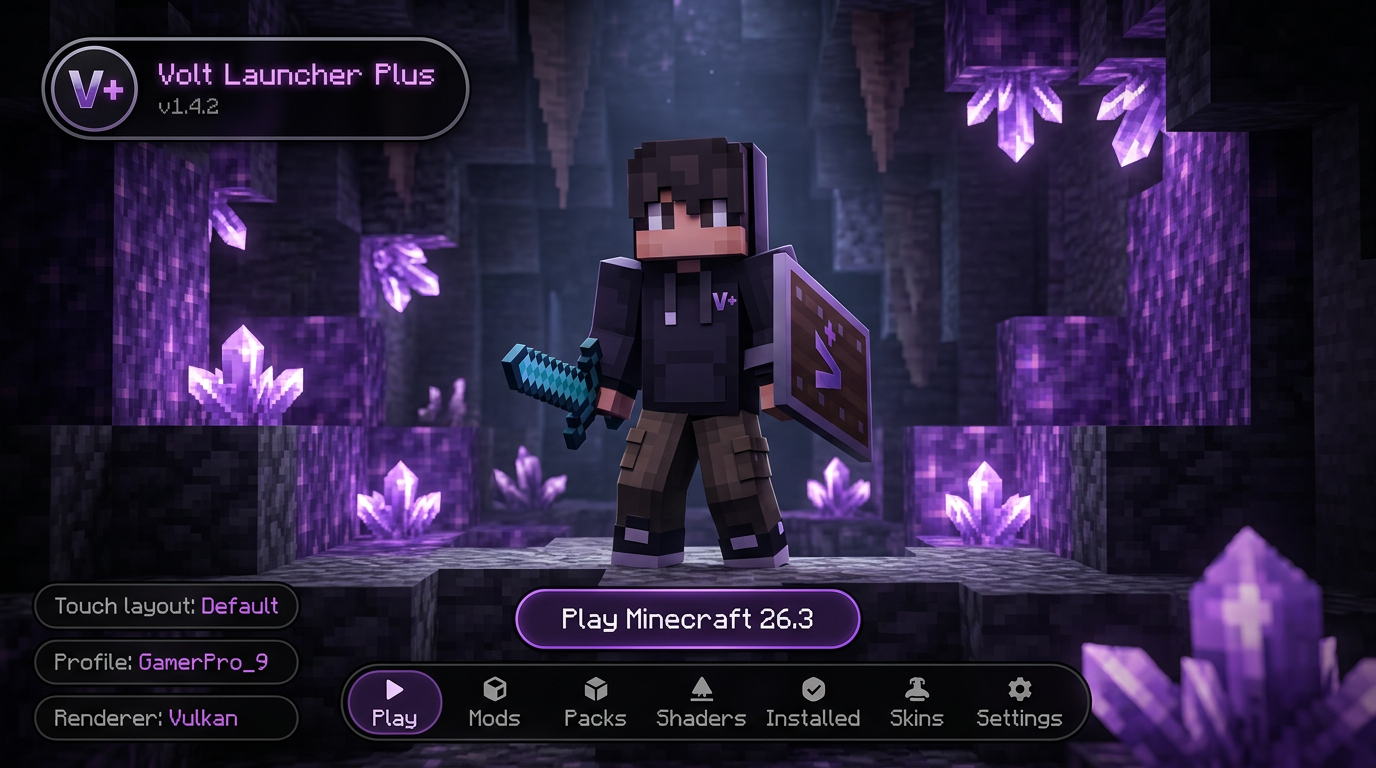 V+
Volt Launcher Plus
v1.4.2
V+
V+
Touch layout: Default
Profile: GamerPro_9
Renderer: Vulkan
Play Minecraft 26.3
Play
Mods
Packs
Shaders
Installed
Skins
Settings